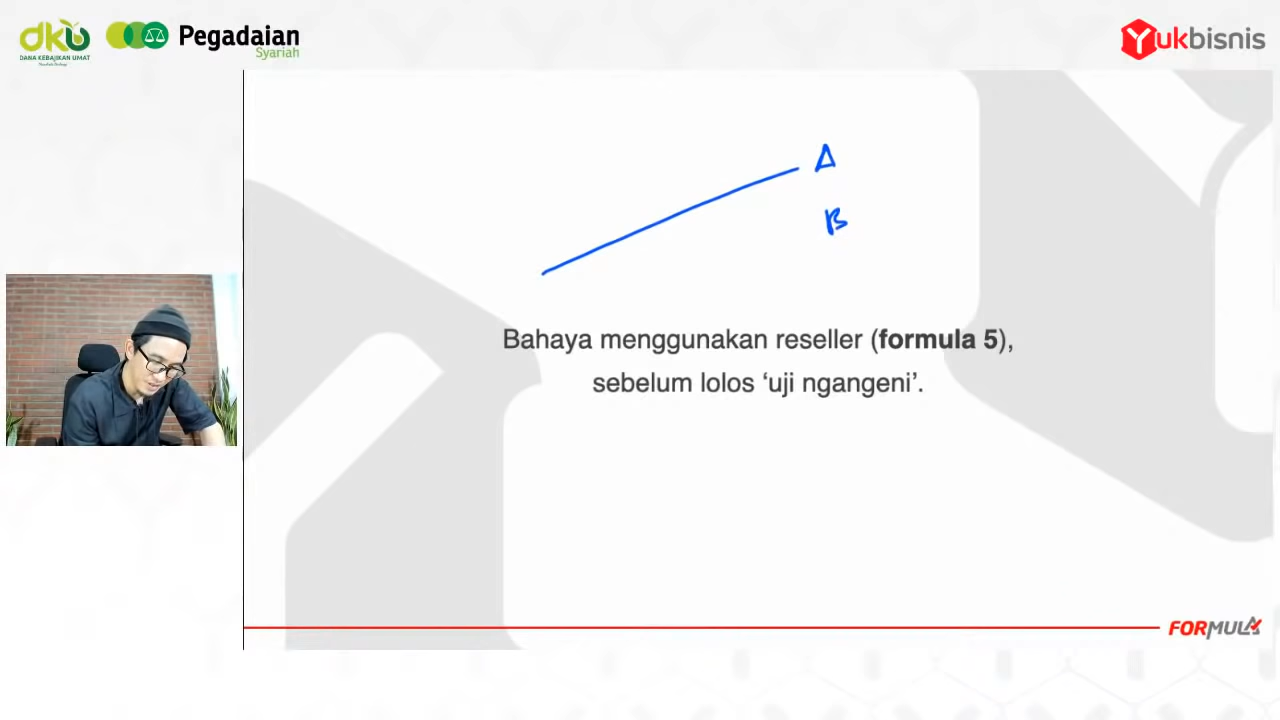 dku
DANA KEBAJIKAN UMAT
Pegadaian
Syariah
Yukbisnis
A
B
Bahaya menggunakan reseller (formula 5),
sebelum lolos ‘uji ngangeni’.
FORMULA